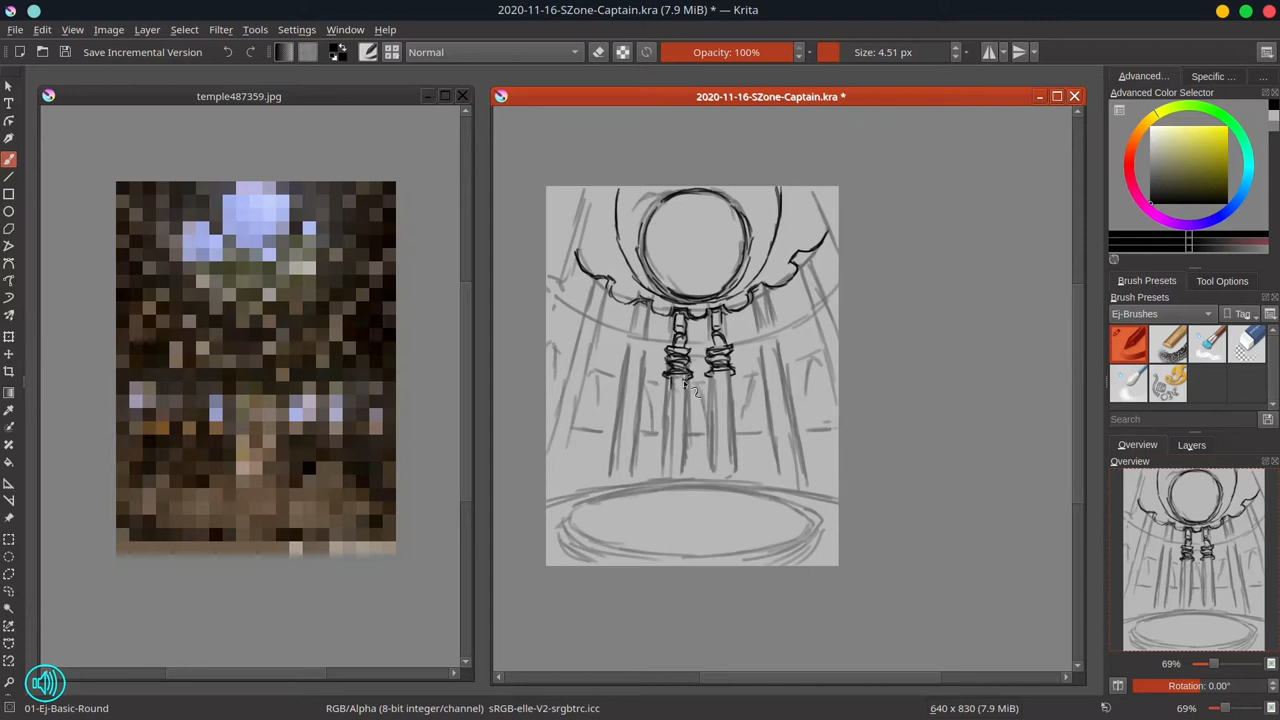 2020-11-16-SZone-Captain.kra (7.9 MiB) * — Krita
File Edit View Image Layer Select Filter Tools Settings Window Help
Save Incremental Version Normal Opacity: 100% Size: 4.51 px
Advanced... Specific ... ...
temple487359.jpg
2020-11-16-SZone-Captain.kra *
Advanced Color Selector
Brush Presets Tool Options
Brush Presets
Ej-Brushes Tag
Search
Overview Layers
Overview
69%
Rotation: 0.00°
01-Ej-Basic-Round RGB/Alpha (8-bit integer/channel) sRGB-elle-V2-srgbtrc.icc 640 x 830 (7.9 MiB) 69%